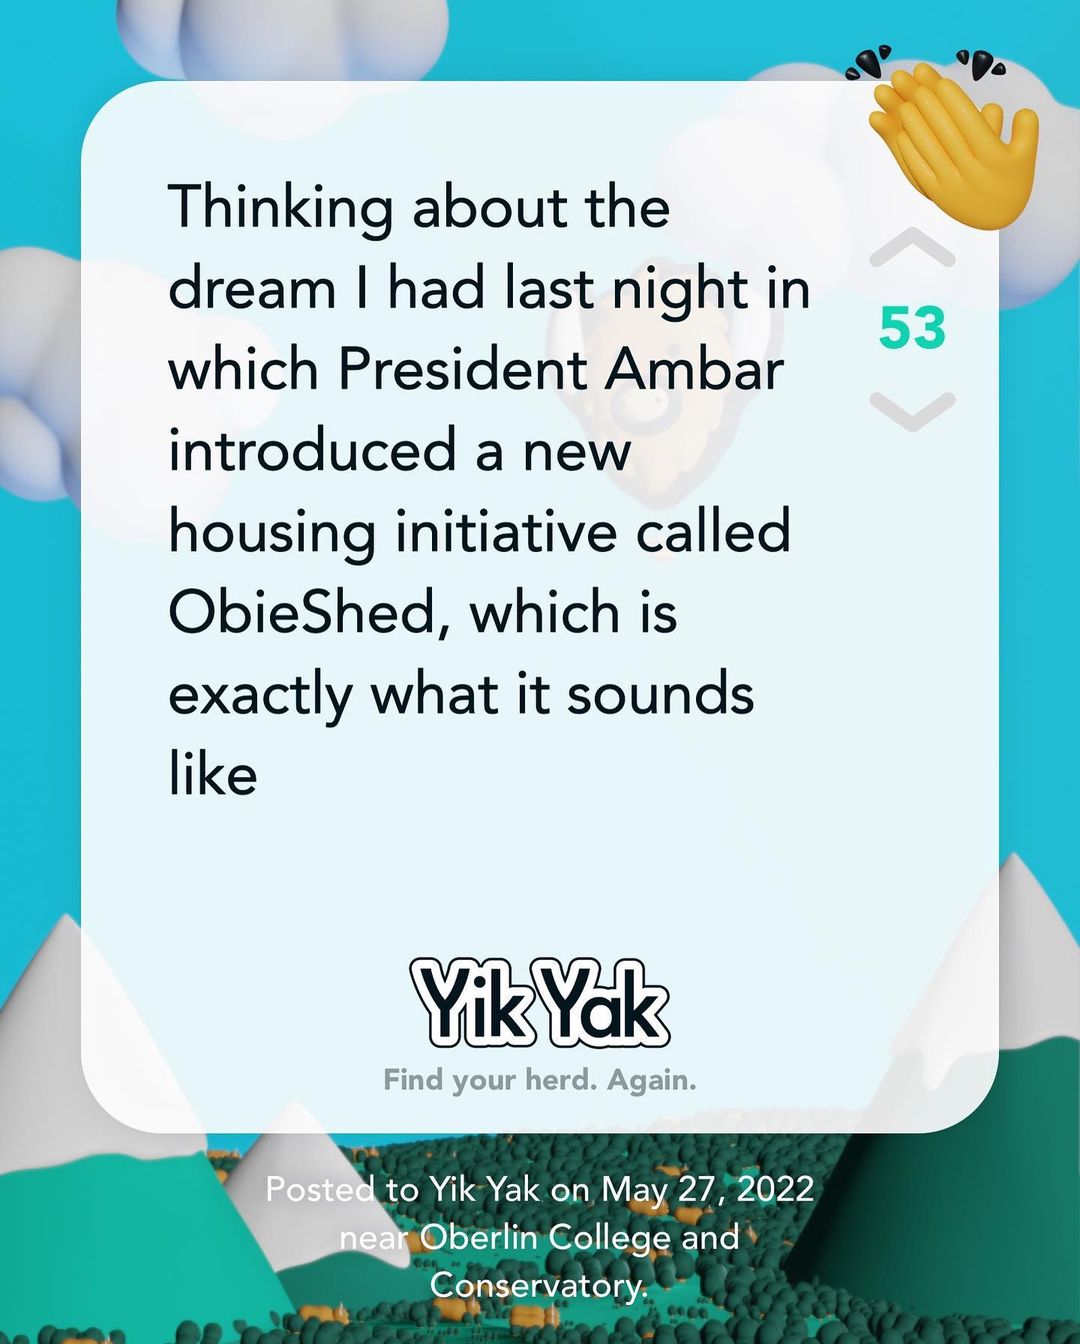 Thinking about the
dream I had last night in
which President Ambar
introduced a new
housing initiative called
ObieShed, which is
exactly what it sounds
like
53
Yik Yak
Find your herd. Again.
Posted to Yik Yak on May 27, 2022
near Oberlin College and
Conservatory.